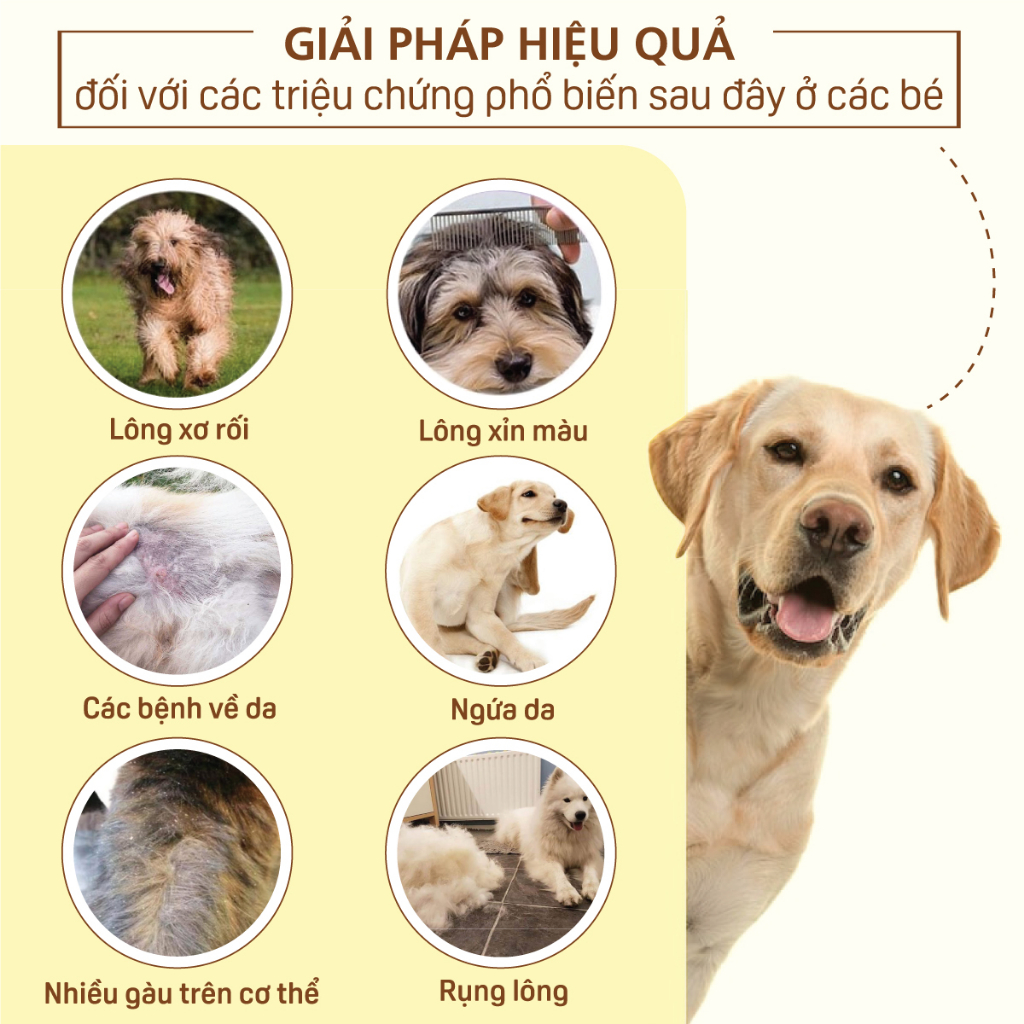 GIẢI PHÁP HIỆU QUẢ
đối với các triệu chứng phổ biến sau đây ở các bé
Lông xơ rối
Lông xỉn màu
Các bệnh về da
Ngứa da
Nhiều gàu trên cơ thể
Rụng lông